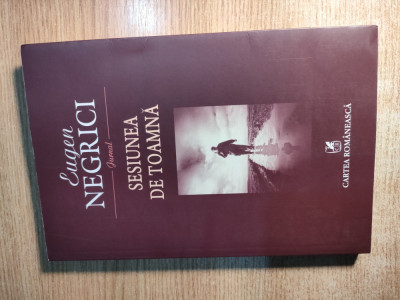 Eugen
NEGRICI
Jurnal
SESIUNEA
DE TOAMNĂ
CARTEA ROMÂNEASCĂ